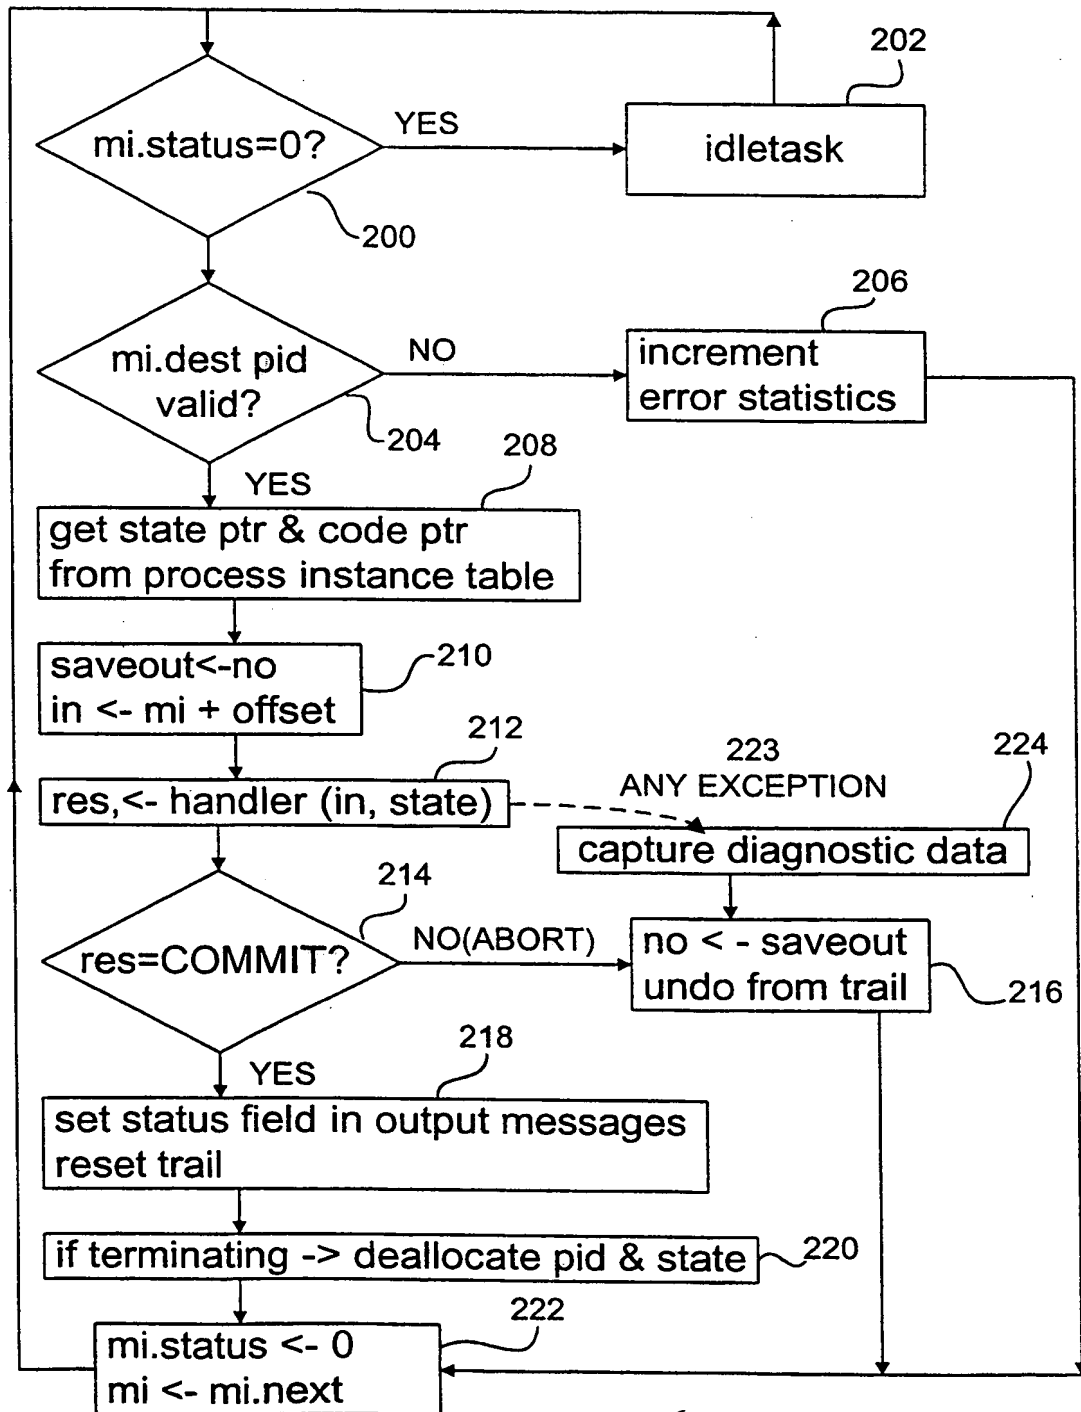 202
mi.status=0?
YES
idletask
200
206
mi.dest pid
valid?
NO
increment
error statistics
204
208
YES
get state ptr & code ptr
from process instance table
saveout<-no
in <- mi + offset
210
212
223
ANY EXCEPTION
224
res,<- handler (in, state)
capture diagnostic data
214
res=COMMIT?
NO(ABORT)
no < - saveout
undo from trail
216
218
YES
set status field in output messages
reset trail
if terminating -> deallocate pid & state
220
222
mi.status <- 0
mi <- mi.next